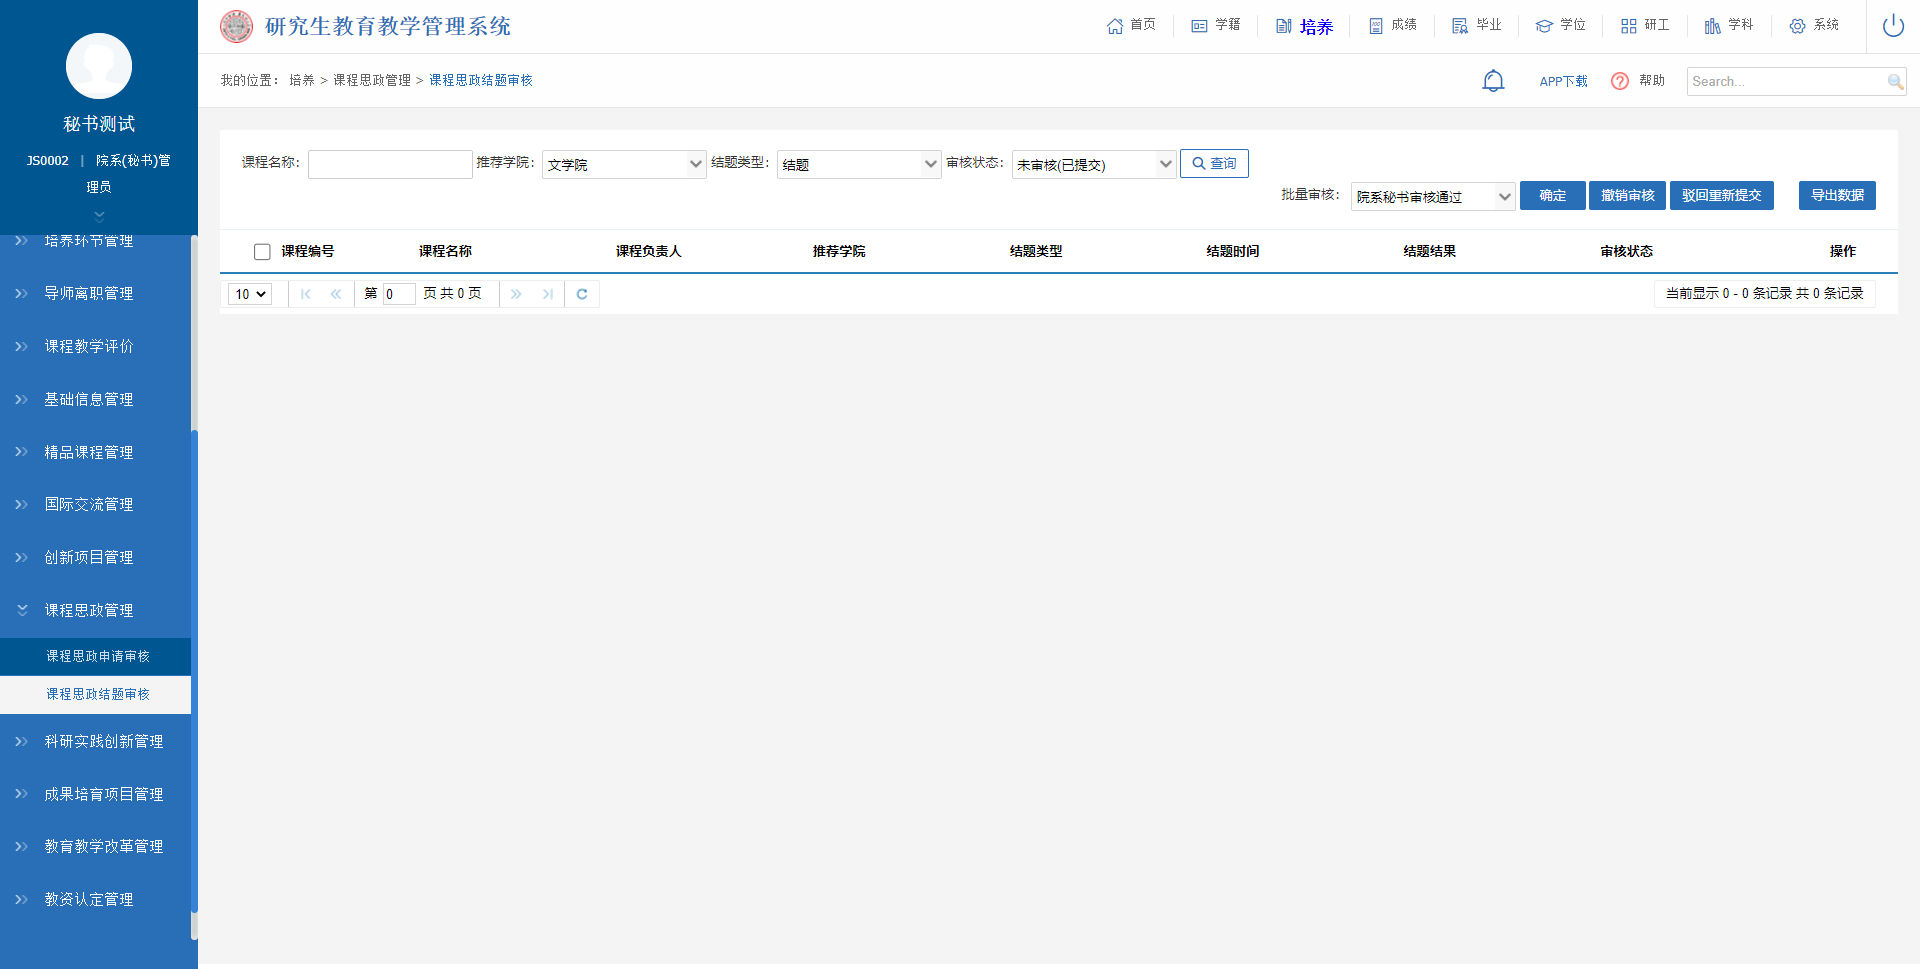 研究生教育教学管理系统
首页 学籍 培养 成绩 毕业 学位 研工 学科 系统
秘书测试
JS0002 | 院系(秘书)管
理员
我的位置： 培养 > 课程思政管理 > 课程思政结题审核
APP下载 帮助 Search...
课程名称： 推荐学院： 文学院 结题类型： 结题 审核状态： 未审核(已提交) 查询
批量审核： 院系秘书审核通过 确定 撤销审核 驳回重新提交 导出数据
课程编号 课程名称 课程负责人 推荐学院 结题类型 结题时间 结题结果 审核状态 操作
10 第 0 页 共 0 页 当前显示 0 - 0 条记录 共 0 条记录
培养环节管理
导师离职管理
课程教学评价
基础信息管理
精品课程管理
国际交流管理
创新项目管理
课程思政管理
课程思政申请审核
课程思政结题审核
科研实践创新管理
成果培育项目管理
教育教学改革管理
教资认定管理